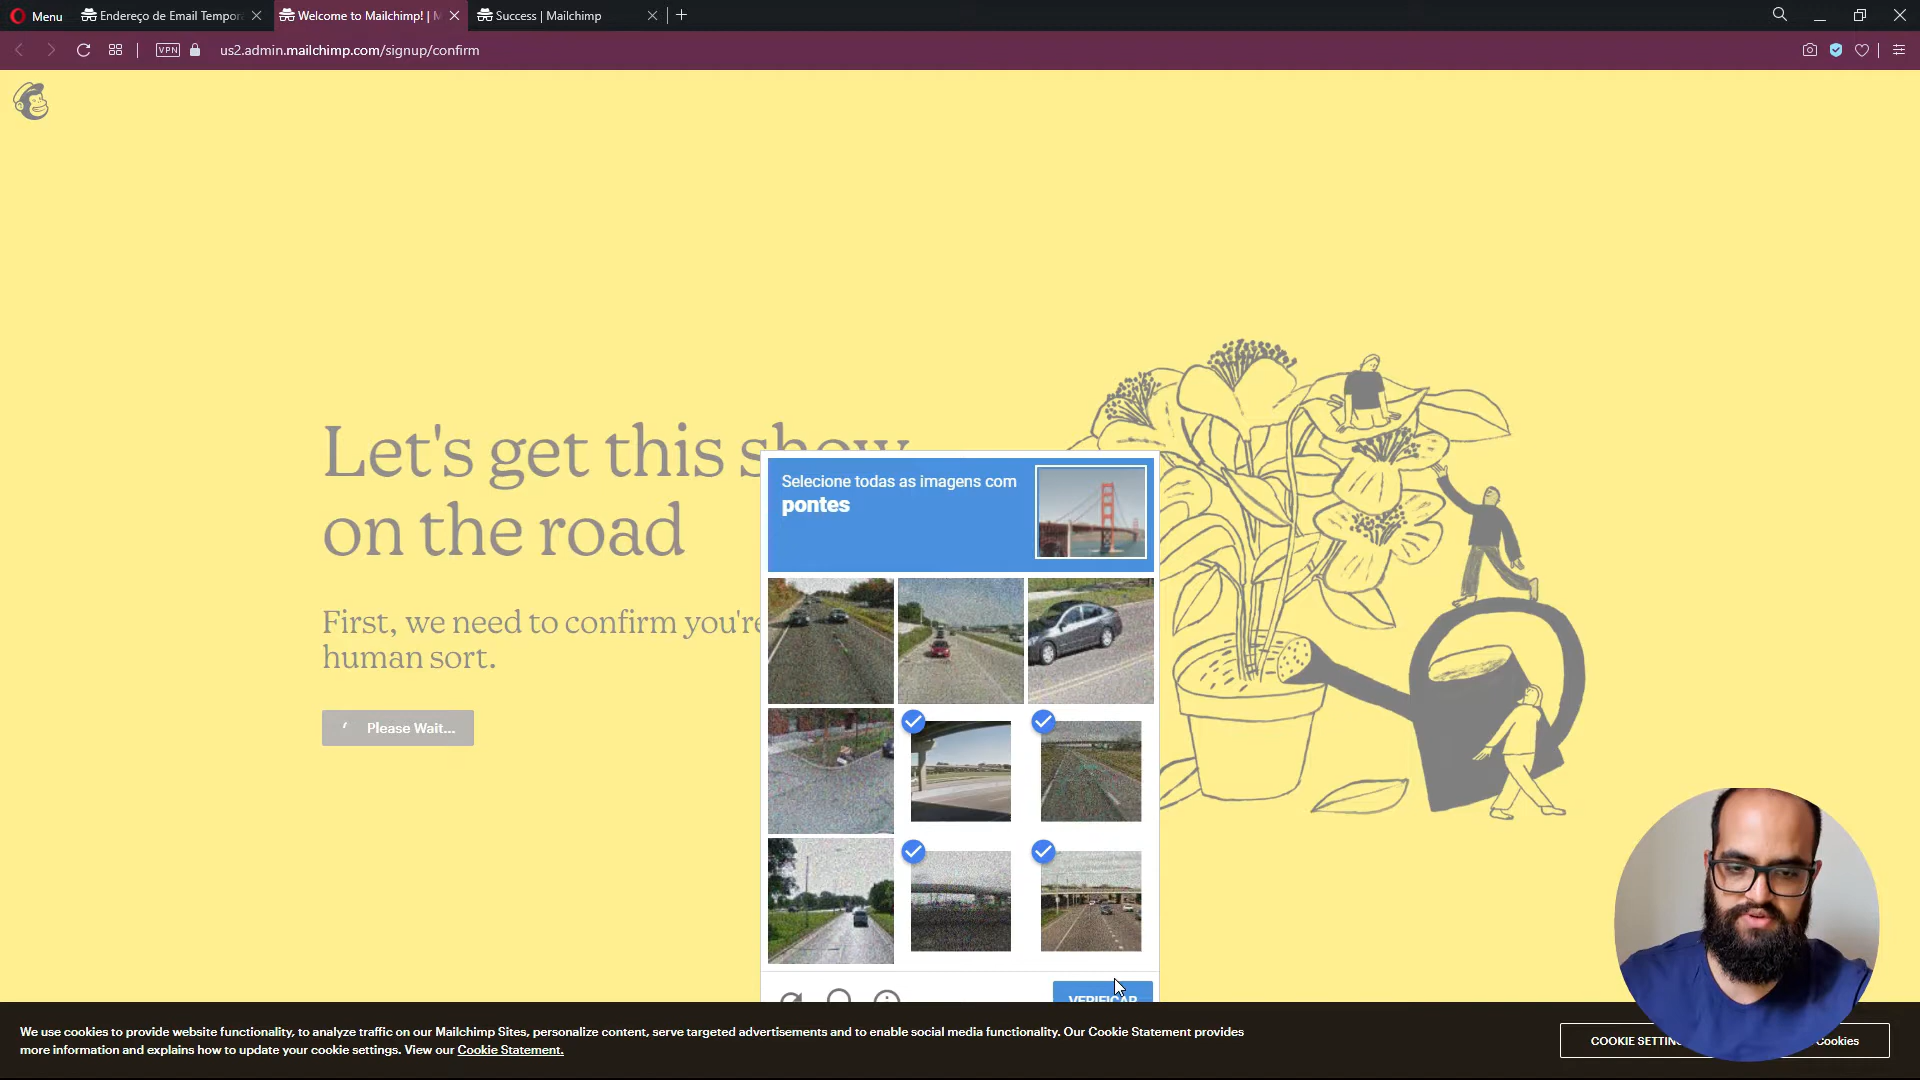 Menu
Endereço de Email Tempor
Welcome to Mailchimp! | M
Success | Mailchimp
VPN
us2.admin.mailchimp.com/signup/confirm
Let's get this show
on the road
First, we need to confirm you're
human sort.
Please Wait...
Selecione todas as imagens com
pontes
VERIFICAR
We use cookies to provide website functionality, to analyze traffic on our Mailchimp Sites, personalize content, serve targeted advertisements and to enable social media functionality. Our Cookie Statement provides
more information and explains how to update your cookie settings. View our Cookie Statement.
COOKIE SETTIN
Cookies